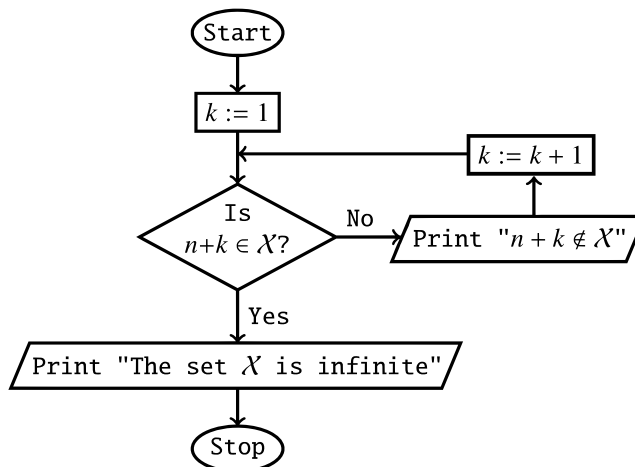 Start
k := 1
k := k + 1
Is
n+k ∈ 𝒳?
No
Print "n + k ∉ 𝒳"
Yes
Print "The set 𝒳 is infinite"
Stop